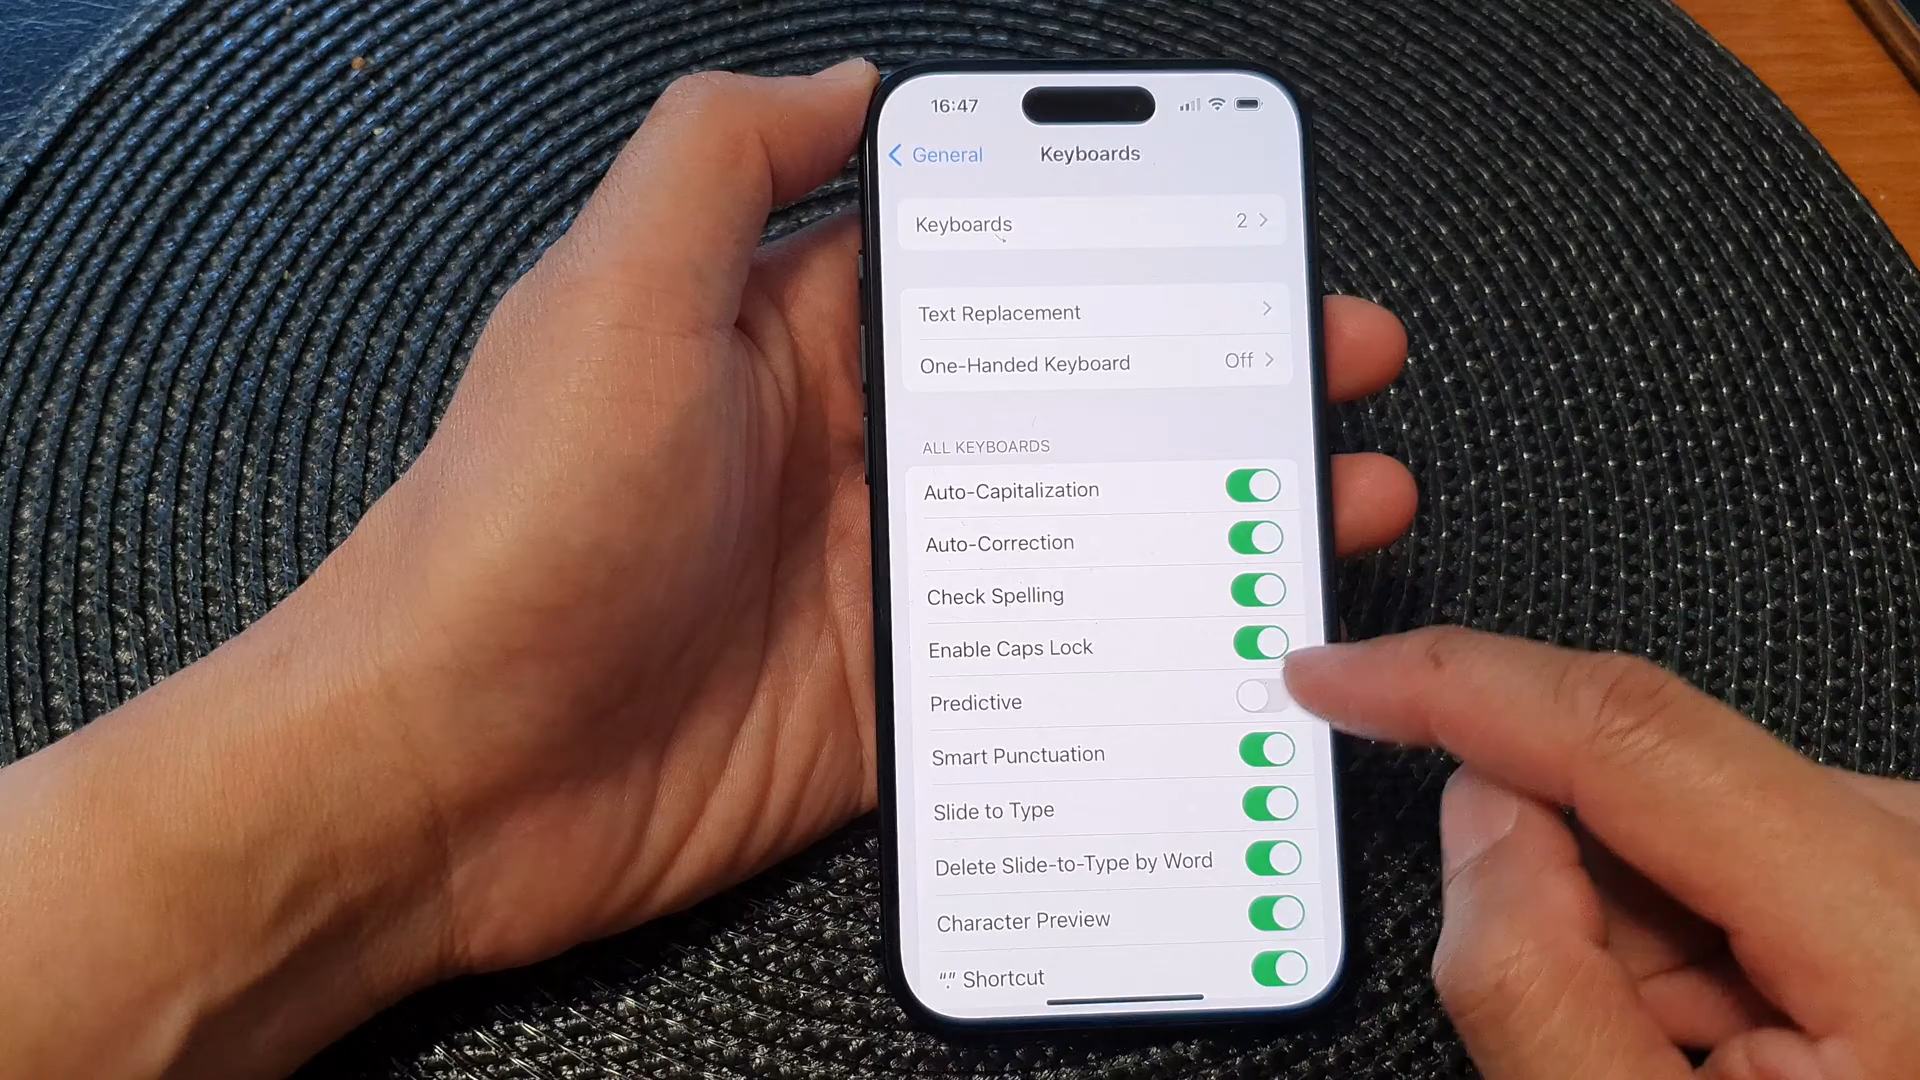 16:47
General
Keyboards
Keyboards 2
Text Replacement
One-Handed Keyboard Off
ALL KEYBOARDS
Auto-Capitalization
Auto-Correction
Check Spelling
Enable Caps Lock
Predictive
Smart Punctuation
Slide to Type
Delete Slide-to-Type by Word
Character Preview
“.” Shortcut